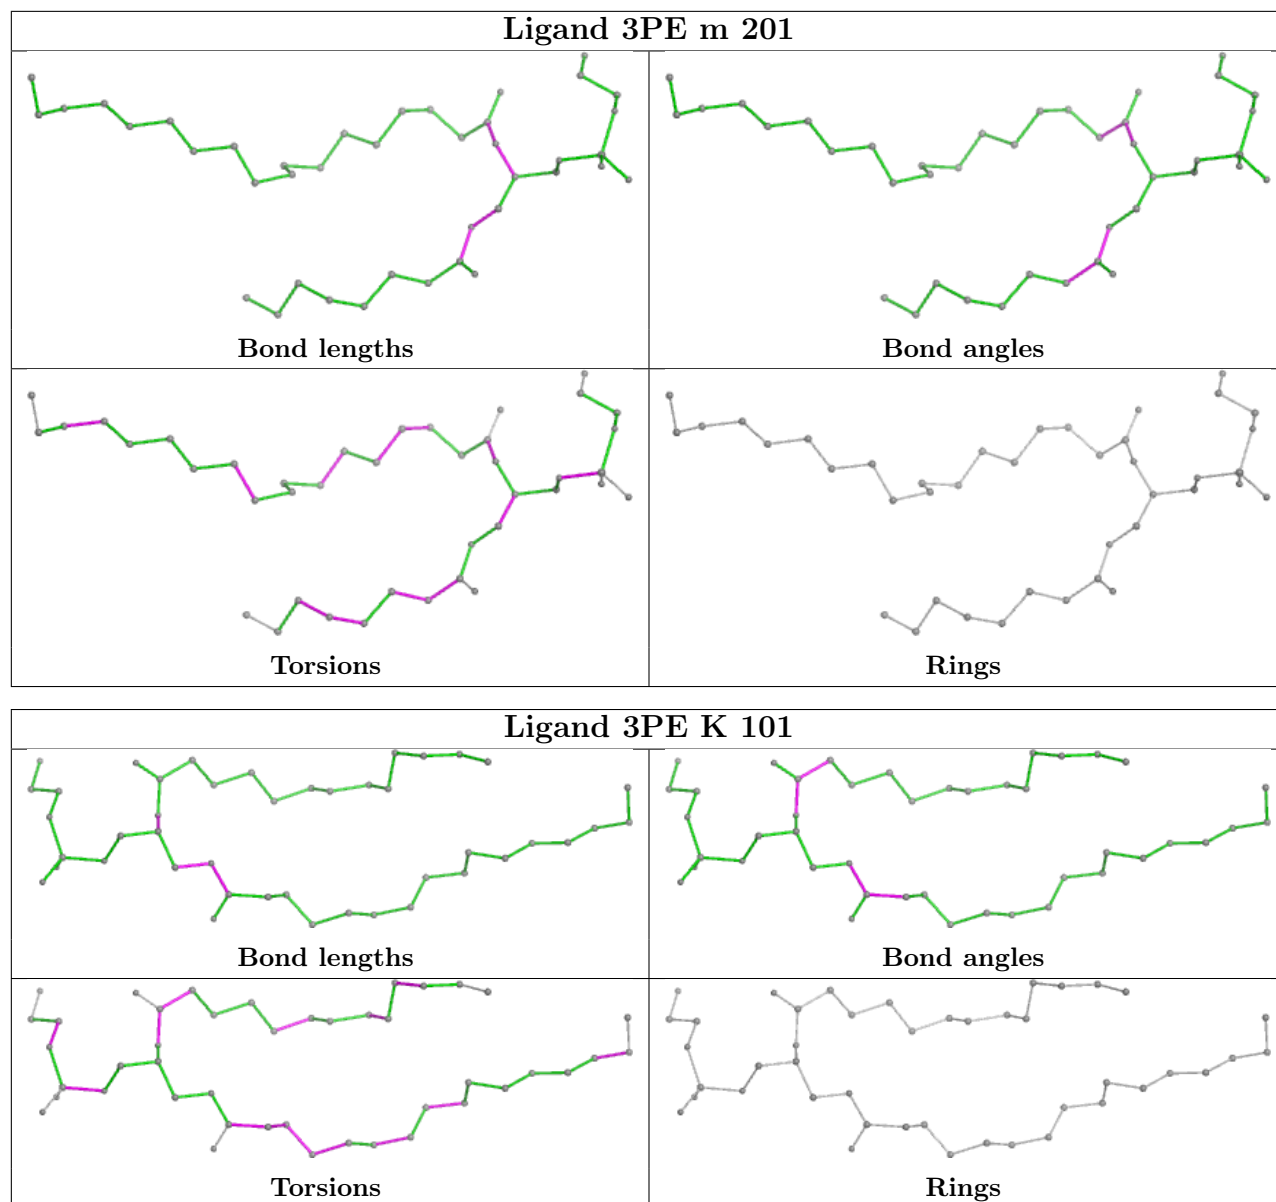 Ligand 3PE m 201
Bond lengths
Bond angles
Torsions
Rings
Ligand 3PE K 101
Bond lengths
Bond angles
Torsions
Rings